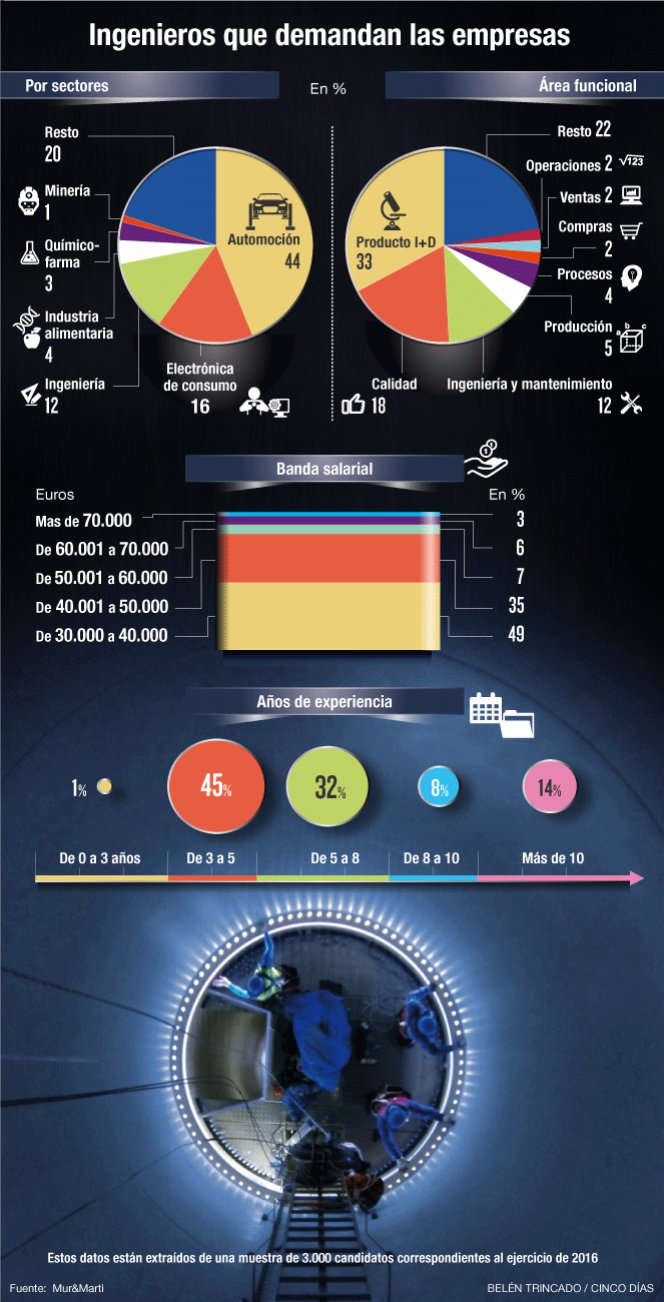 Ingenieros que demandan las empresas
Por sectores
En %
Área funcional
Resto
20
Minería
1
Químico-
farma
3
Industria
alimentaria
4
Ingeniería
12
Electrónica
de consumo
16
Automoción
44
Producto I+D
33
Resto 22
Operaciones 2
√123
Ventas 2
Compras
2
Procesos
4
Producción
5
a b c
Ingeniería y mantenimiento
12
Calidad
18
Banda salarial
Euros
En %
Mas de 70.000
3
De 60.001 a 70.000
6
De 50.001 a 60.000
7
De 40.001 a 50.000
35
De 30.000 a 40.000
49
Años de experiencia
1%
45%
32%
8%
14%
De 0 a 3 años
De 3 a 5
De 5 a 8
De 8 a 10
Más de 10
Estos datos están extraídos de una muestra de 3.000 candidatos correspondientes al ejercicio de 2016
Fuente: Mur&Marti
BELÉN TRINCADO / CINCO DÍAS